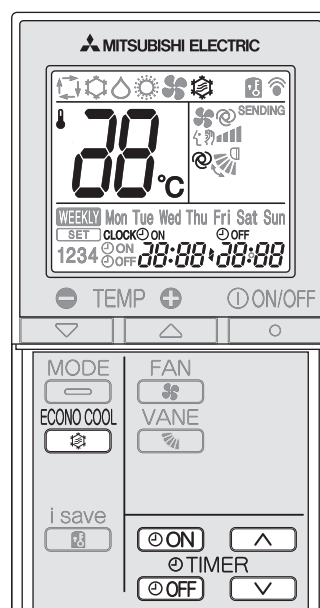 MITSUBISHI ELECTRIC
SENDING
88°C
WEEKLY Mon Tue Wed Thu Fri Sat Sun
SET CLOCK ON OFF
1234 ON OFF 88:88 88:88
TEMP ON/OFF
MODE FAN
ECONO COOL VANE
i save
ON
TIMER
OFF